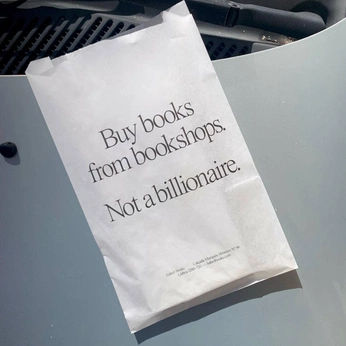 Buy books
from bookshops.
Not a billionaire.